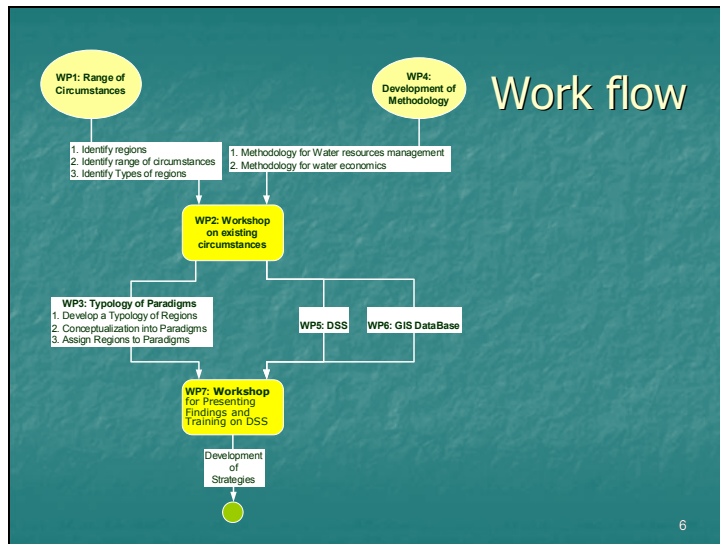 Work flow
WP1: Range of
Circumstances
WP4:
Development of
Methodology
1. Identify regions
2. Identify range of circumstances
3. Identify Types of regions
1. Methodology for Water resources management
2. Methodology for water economics
WP2: Workshop
on existing
circumstances
WP3: Typology of Paradigms
1. Develop a Typology of Regions
2. Conceptualization into Paradigms
3. Assign Regions to Paradigms
WP5: DSS
WP6: GIS DataBase
WP7: Workshop
for Presenting
Findings and
Training on DSS
Development
of
Strategies
6